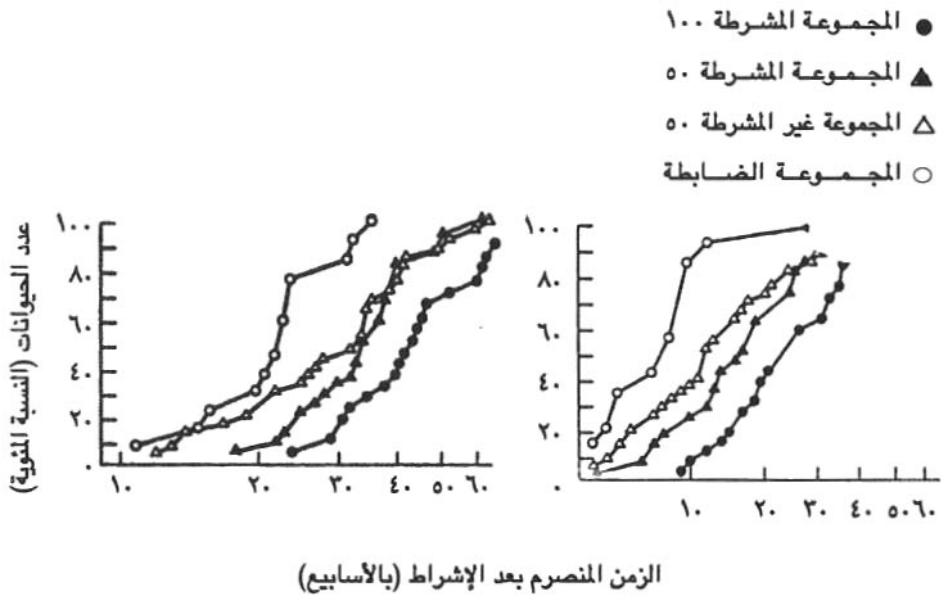 المجموعة المشرطة ١٠٠
المجموعة المشرطة ٥٠
المجموعة غير المشرطة ٥٠
المجموعة الضابطة
عدد الحيوانات (النسبة المئوية)
١٠٠
٨٠
٦٠
٤٠
٢٠
٠
١٠ ٢٠ ٣٠ ٤٠ ٥٠ ٦٠
١٠٠
٨٠
٦٠
٤٠
٢٠
٠
١٠ ٢٠ ٣٠ ٤٠ ٥٠ ٦٠
الزمن المنصرم بعد الإشراط (بالأسابيع)